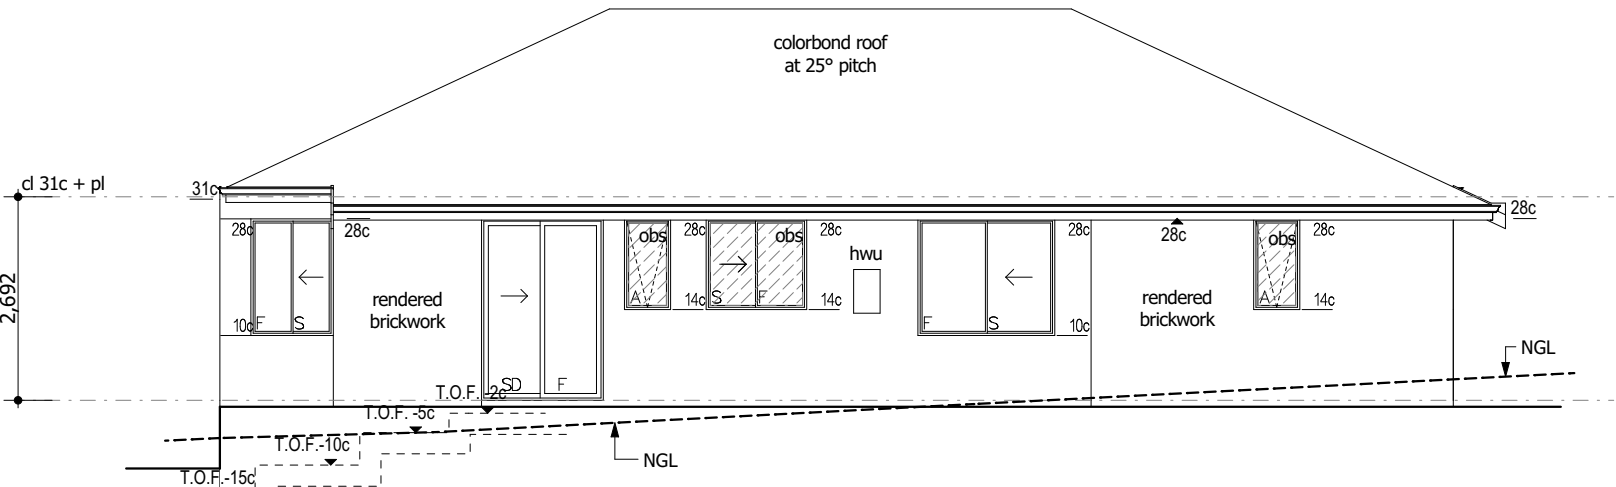 colorbond roof
at 25° pitch
cl 31c + pl
31c
28c
28c
28c
obs
28c
obs
28c
hwu
28c
28c
obs
28c
2,692
rendered
brickwork
A
14c
S
F
14c
rendered
brickwork
A
14c
10c
F
S
F
S
10c
NGL
SD
F
T.O.F. -2c
T.O.F. -5c
T.O.F.-10c
NGL
T.O.F.-15c